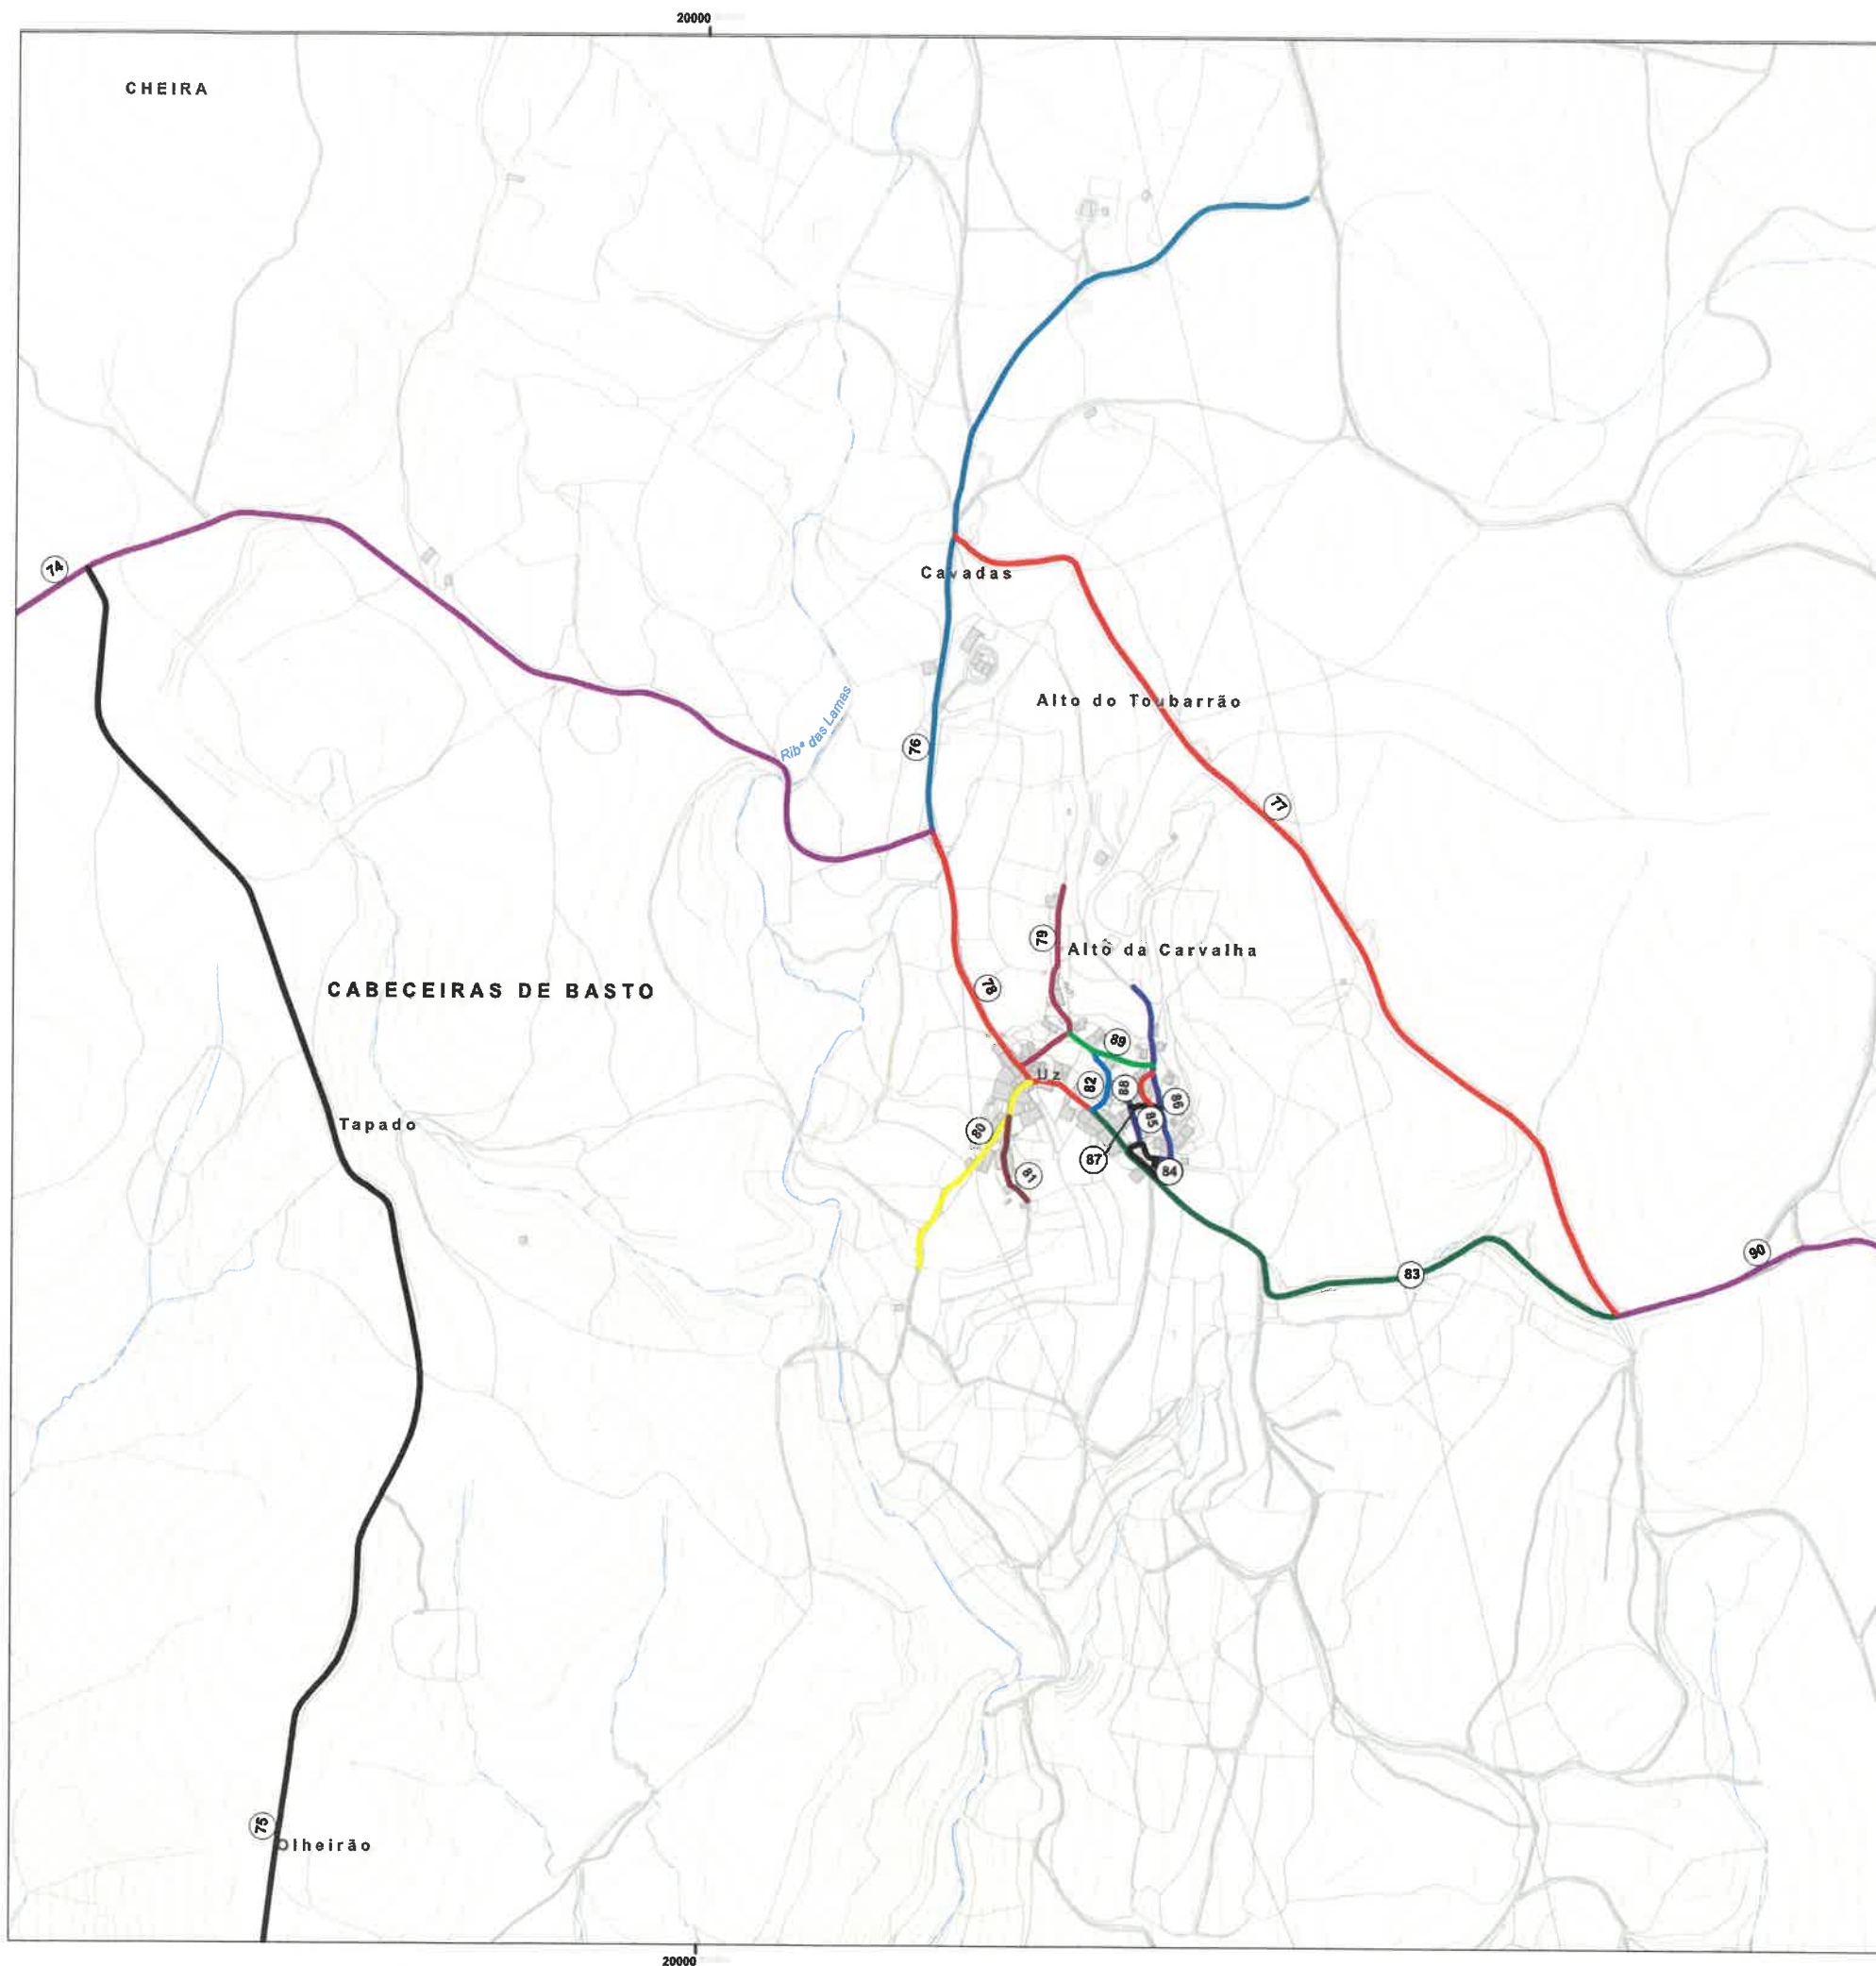 20000
CHEIRA
74
Cavadas
Alto do Toubarrão
Ribª das Lamas
76
77
79
Altô da Carvalha
78
CABECEIRAS DE BASTO
89
Uz
82
88
86
85
Tapado
80
87
81
84
90
83
75
Olheirão
20000